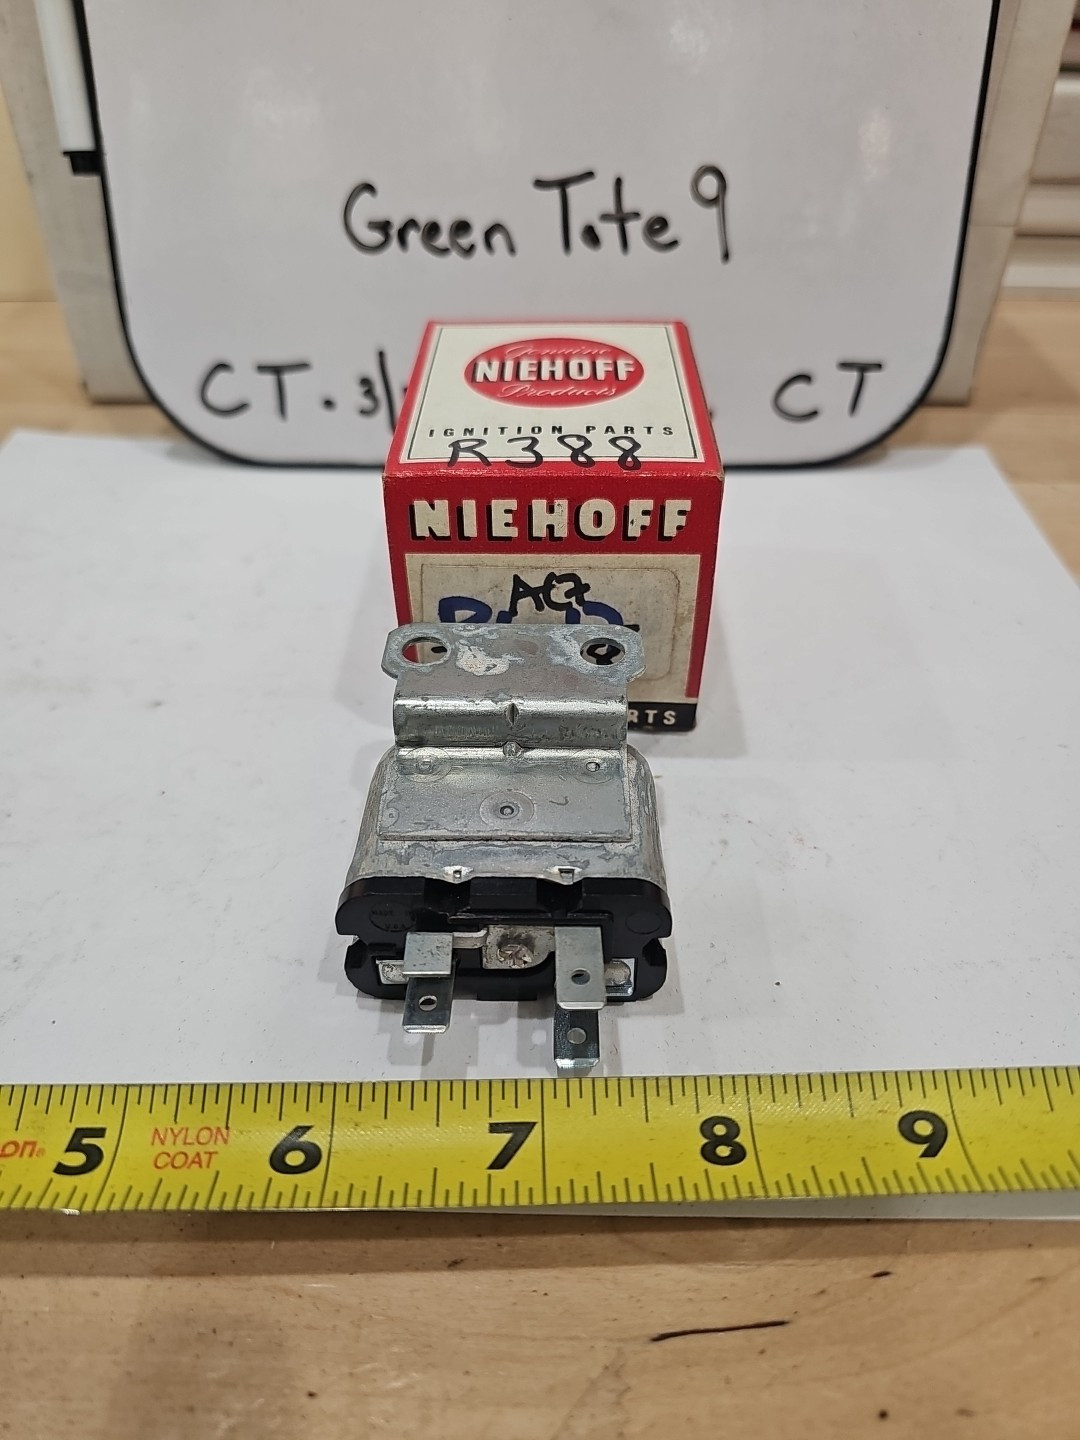 Green Tote 9
CT. 3/ CT
Genuine
NIEHOFF
Products
IGNITION PARTS
R388
NIEHOFF
RTS
5 NYLON COAT 6 7 8 9